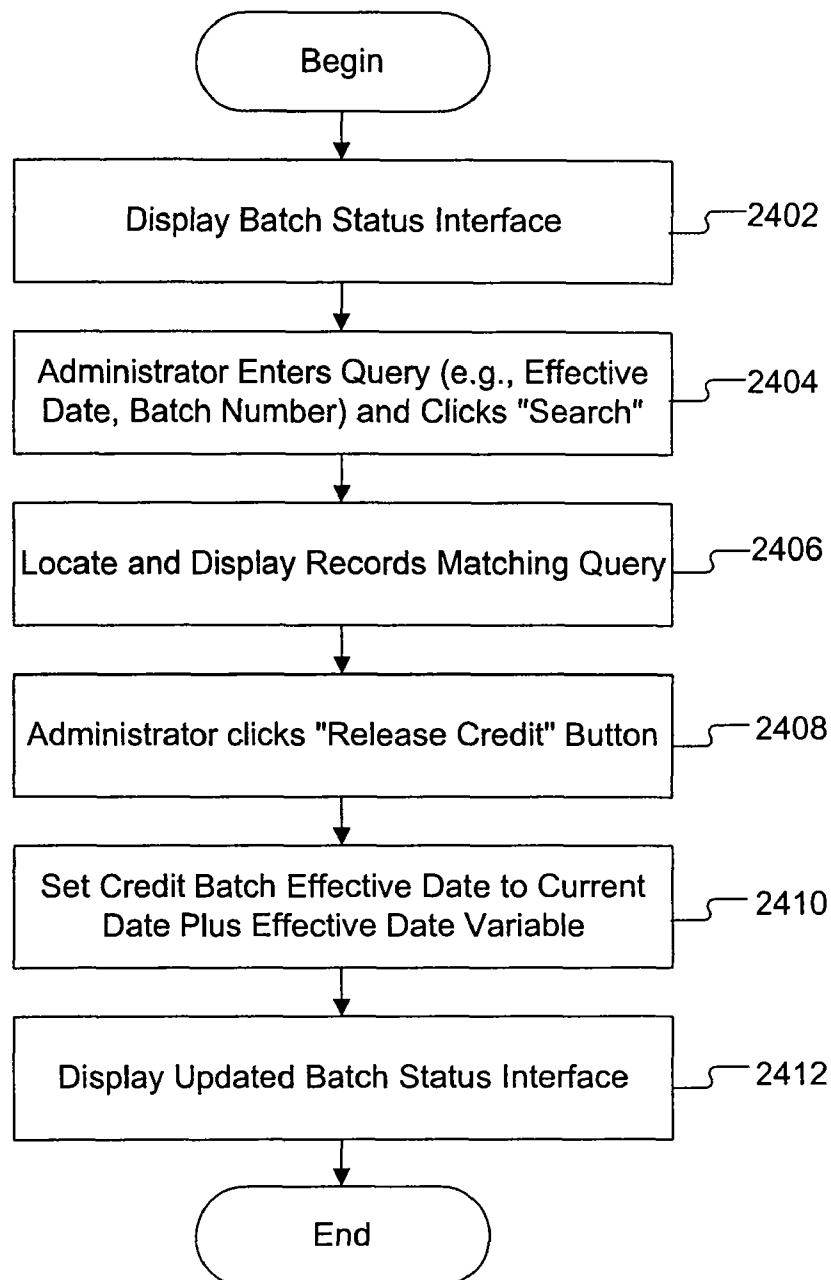 Begin
Display Batch Status Interface
2402
Administrator Enters Query (e.g., Effective
Date, Batch Number) and Clicks "Search"
2404
Locate and Display Records Matching Query
2406
Administrator clicks "Release Credit" Button
2408
Set Credit Batch Effective Date to Current
Date Plus Effective Date Variable
2410
Display Updated Batch Status Interface
2412
End